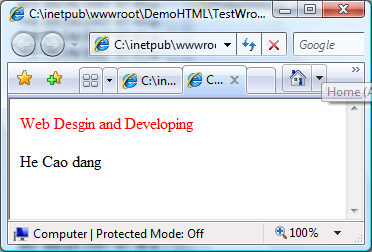 C:\inetpub\wwwroot\DemoHTML\TestWro...
C:\inetpub\wwwroo
Google
C:\in...
C...
Home (A
Web Desgin and Developing
He Cao dang
Computer | Protected Mode: Off
100%